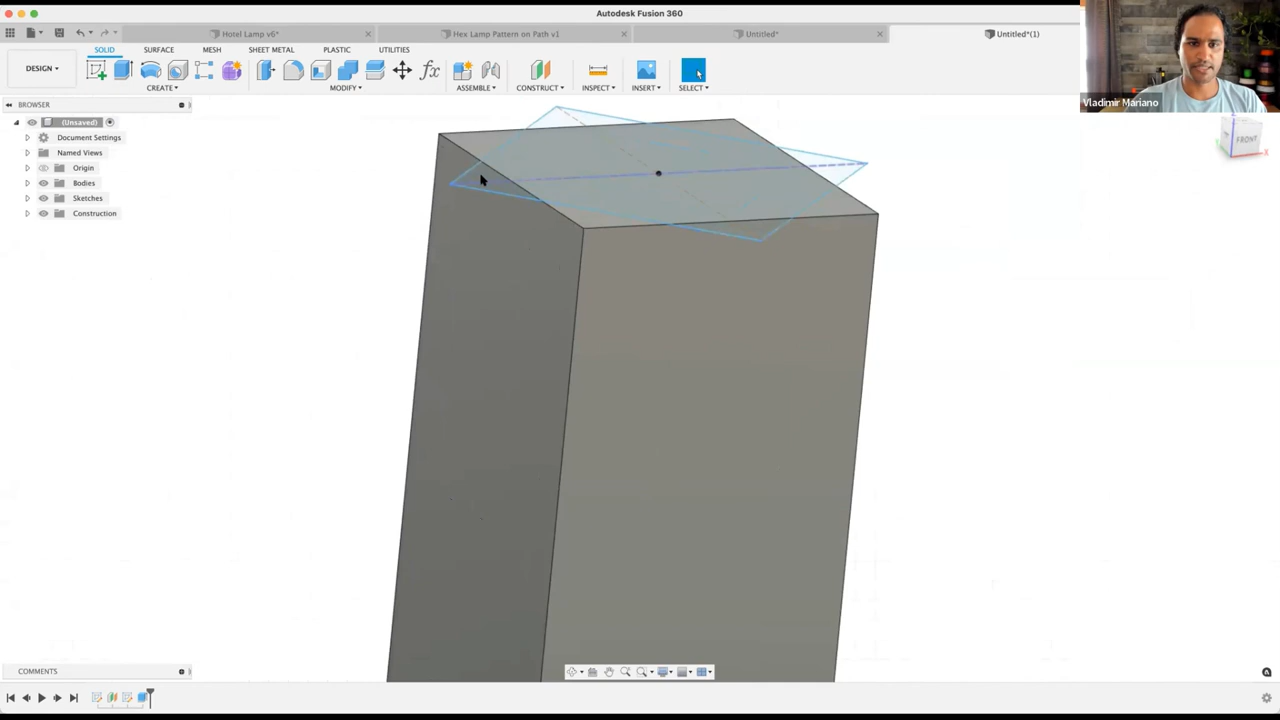 Autodesk Fusion 360
Hotel Lamp v6*
Hex Lamp Pattern on Path v1
Untitled*
Untitled*(1)
DESIGN
SOLID
SURFACE
MESH
SHEET METAL
PLASTIC
UTILITIES
CREATE
MODIFY
ASSEMBLE
CONSTRUCT
INSPECT
INSERT
SELECT
Vladimir Mariano
BROWSER
(Unsaved)
Document Settings
Named Views
Origin
Bodies
Sketches
Construction
FRONT
X
COMMENTS